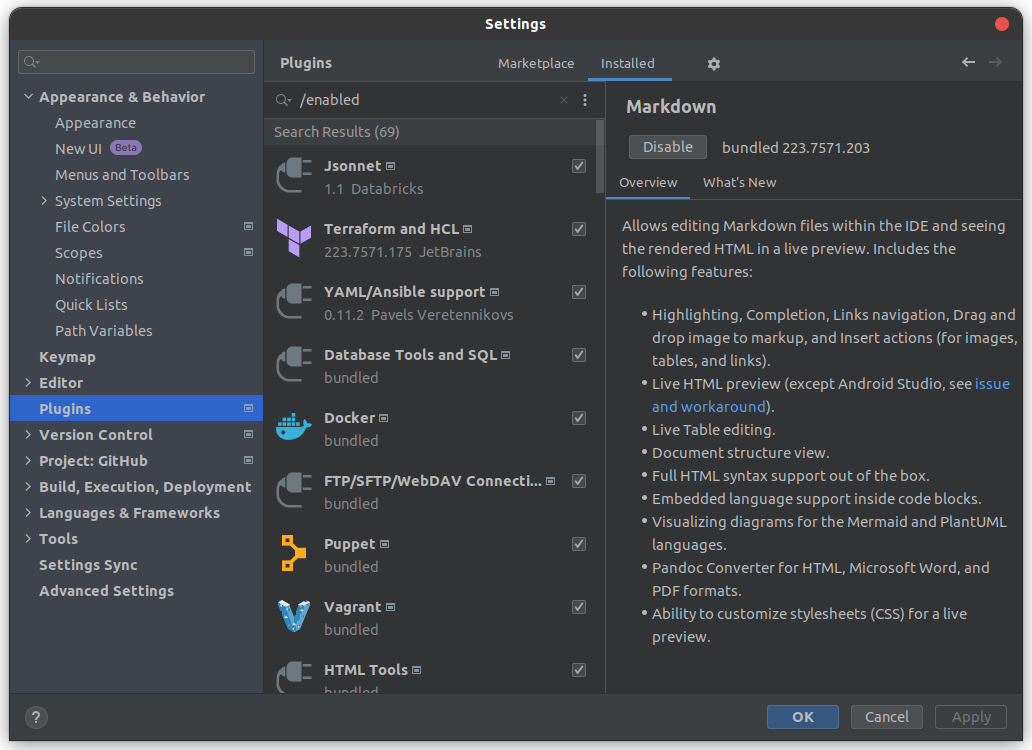 Settings
Appearance & Behavior
Appearance
New UI Beta
Menus and Toolbars
System Settings
File Colors
Scopes
Notifications
Quick Lists
Path Variables
Keymap
Editor
Plugins
Version Control
Project: GitHub
Build, Execution, Deployment
Languages & Frameworks
Tools
Settings Sync
Advanced Settings
Plugins
Marketplace
Installed
/enabled
Search Results (69)
Jsonnet
1.1 Databricks
Terraform and HCL
223.7571.175 JetBrains
YAML/Ansible support
0.11.2 Pavels Veretennikovs
Database Tools and SQL
bundled
Docker
bundled
FTP/SFTP/WebDAV Connecti...
bundled
Puppet
bundled
Vagrant
bundled
HTML Tools
bundled
Markdown
Disable bundled 223.7571.203
Overview What's New
Allows editing Markdown files within the IDE and seeing
the rendered HTML in a live preview. Includes the
following features:
• Highlighting, Completion, Links navigation, Drag and
drop image to markup, and Insert actions (for images,
tables, and links).
• Live HTML preview (except Android Studio, see issue
and workaround).
• Live Table editing.
• Document structure view.
• Full HTML syntax support out of the box.
• Embedded language support inside code blocks.
• Visualizing diagrams for the Mermaid and PlantUML
languages.
• Pandoc Converter for HTML, Microsoft Word, and
PDF formats.
• Ability to customize stylesheets (CSS) for a live
preview.
?
OK
Cancel
Apply